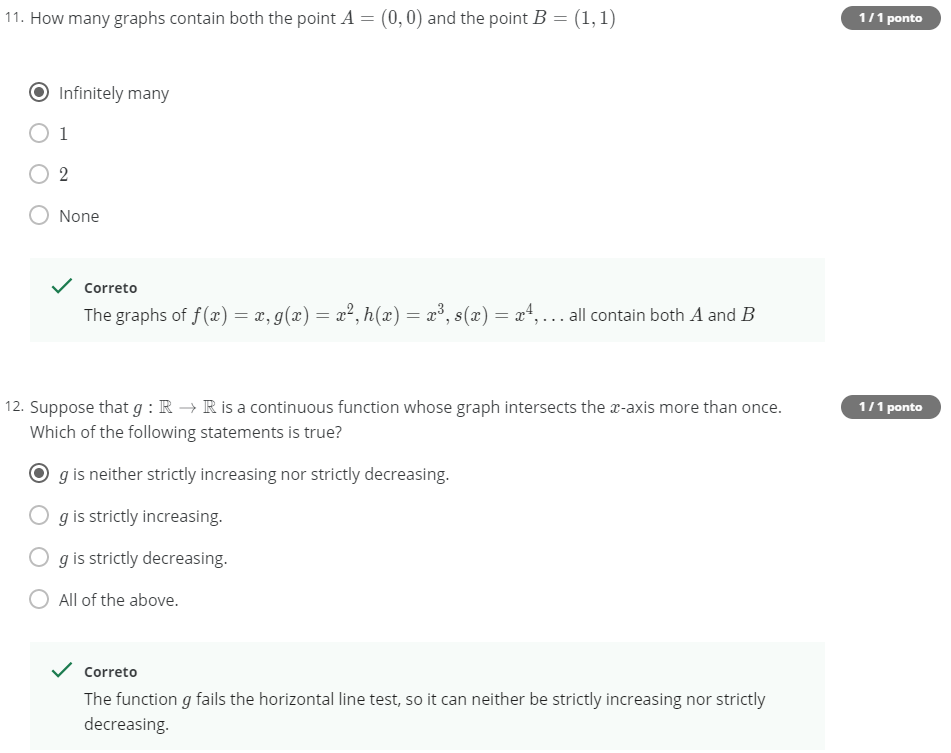 11. How many graphs contain both the point A = (0, 0) and the point B = (1, 1)
1 / 1 ponto
Infinitely many
1
2
None
Correto
The graphs of f(x) = x, g(x) = x², h(x) = x³, s(x) = x⁴, . . . all contain both A and B
12. Suppose that g : ℝ → ℝ is a continuous function whose graph intersects the x-axis more than once.
1 / 1 ponto
Which of the following statements is true?
g is neither strictly increasing nor strictly decreasing.
g is strictly increasing.
g is strictly decreasing.
All of the above.
Correto
The function g fails the horizontal line test, so it can neither be strictly increasing nor strictly
decreasing.